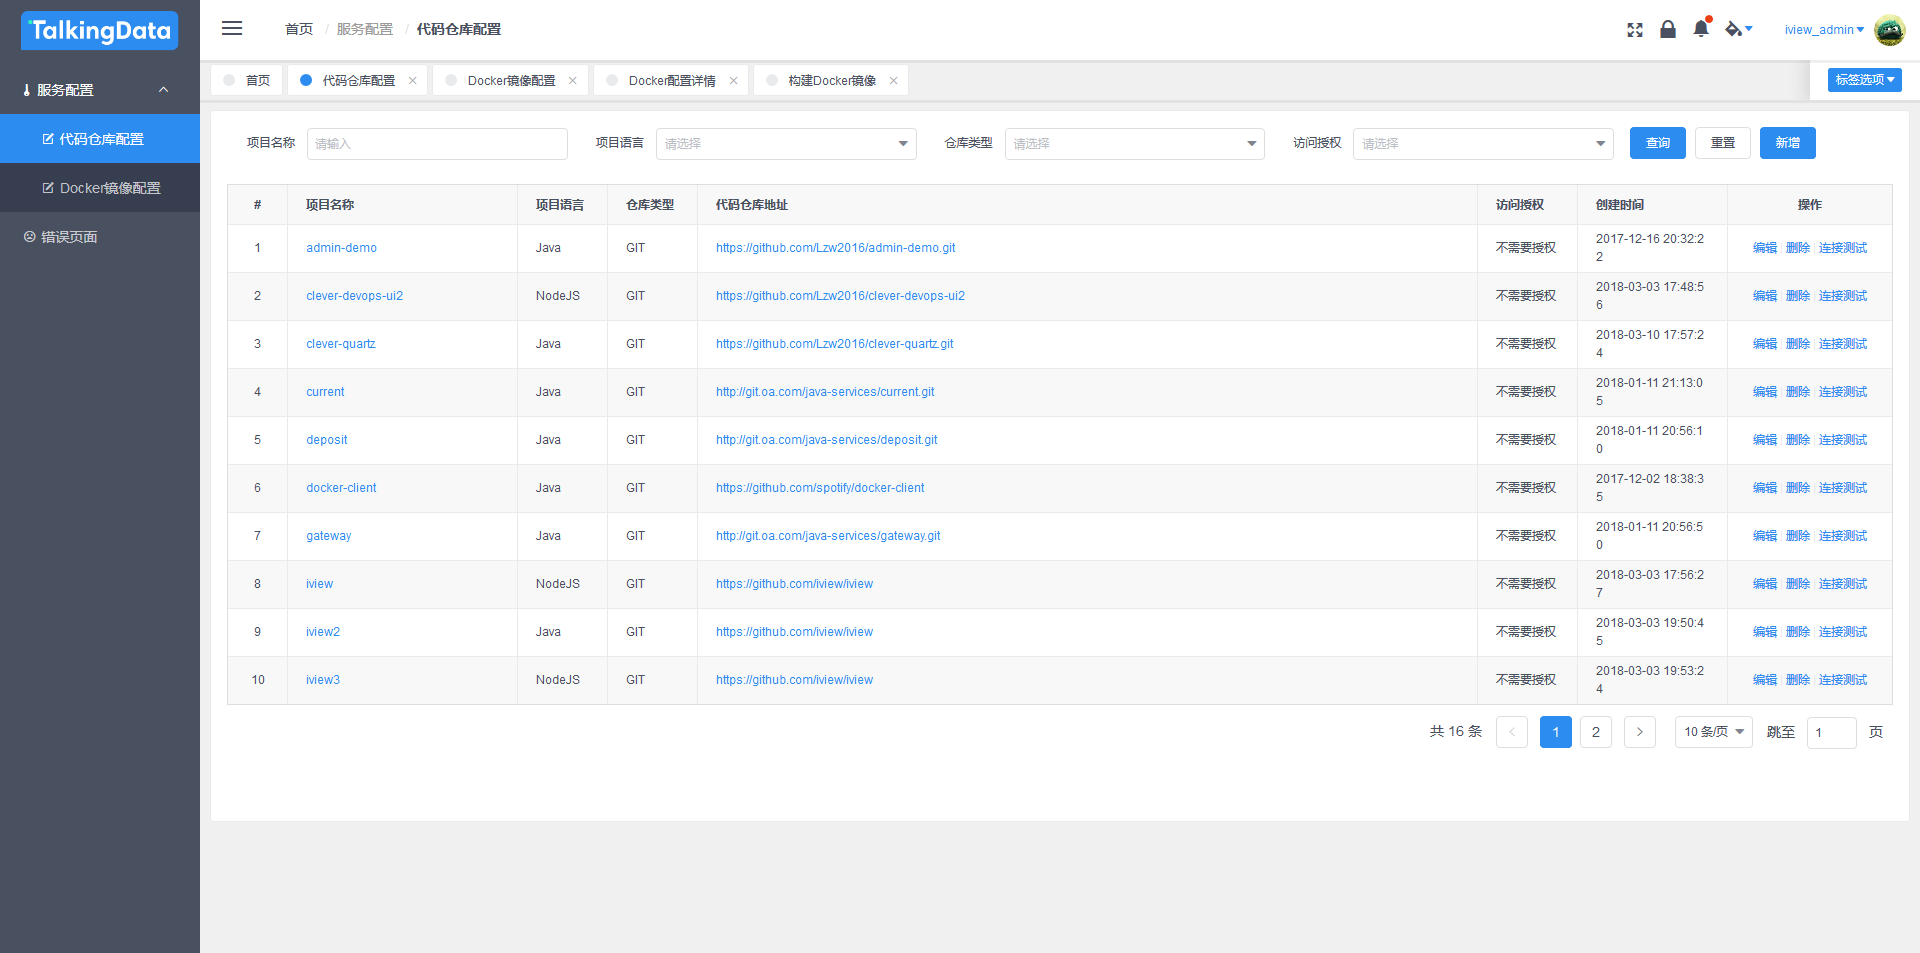 TalkingData
首页 / 服务配置 / 代码仓库配置
iview_admin
服务配置
代码仓库配置
Docker镜像配置
错误页面
首页 代码仓库配置 Docker镜像配置 Docker配置详情 构建Docker镜像 标签选项
项目名称 请输入 项目语言 请选择 仓库类型 请选择 访问授权 请选择 查询 重置 新增
# 项目名称 项目语言 仓库类型 代码仓库地址 访问授权 创建时间 操作
1 admin-demo Java GIT https://github.com/Lzw2016/admin-demo.git 不需要授权 2017-12-16 20:32:2
2 编辑 删除 连接测试
2 clever-devops-ui2 NodeJS GIT https://github.com/Lzw2016/clever-devops-ui2 不需要授权 2018-03-03 17:48:5
6 编辑 删除 连接测试
3 clever-quartz Java GIT https://github.com/Lzw2016/clever-quartz.git 不需要授权 2018-03-10 17:57:2
4 编辑 删除 连接测试
4 current Java GIT http://git.oa.com/java-services/current.git 不需要授权 2018-01-11 21:13:0
5 编辑 删除 连接测试
5 deposit Java GIT http://git.oa.com/java-services/deposit.git 不需要授权 2018-01-11 20:56:1
0 编辑 删除 连接测试
6 docker-client Java GIT https://github.com/spotify/docker-client 不需要授权 2017-12-02 18:38:3
5 编辑 删除 连接测试
7 gateway Java GIT http://git.oa.com/java-services/gateway.git 不需要授权 2018-01-11 20:56:5
0 编辑 删除 连接测试
8 iview NodeJS GIT https://github.com/iview/iview 不需要授权 2018-03-03 17:56:2
7 编辑 删除 连接测试
9 iview2 Java GIT https://github.com/iview/iview 不需要授权 2018-03-03 19:50:4
5 编辑 删除 连接测试
10 iview3 NodeJS GIT https://github.com/iview/iview 不需要授权 2018-03-03 19:53:2
4 编辑 删除 连接测试
共 16 条 1 2 10 条/页 跳至 1 页